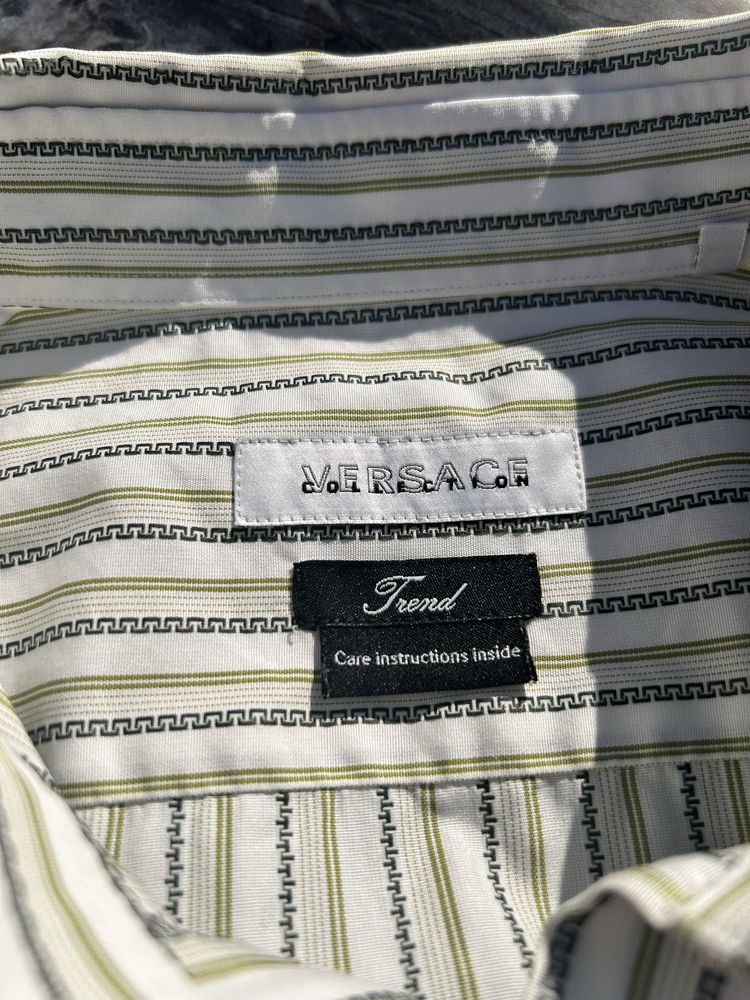 VERSACE
COLLECTION
Trend
Care instructions inside